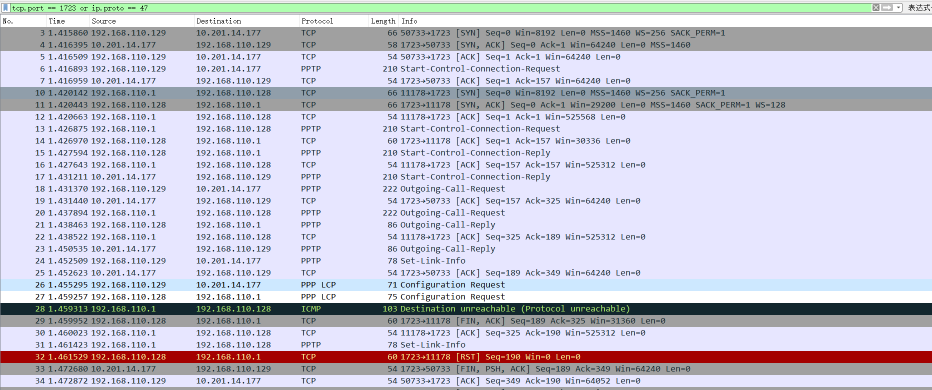 tcp.port == 1723 or ip.proto == 47 表达式
No. Time Source Destination Protocol Length Info
3 1.415860 192.168.110.129 10.201.14.177 TCP 66 50733→1723 [SYN] Seq=0 Win=8192 Len=0 MSS=1460 WS=256 SACK_PERM=1
4 1.416395 10.201.14.177 192.168.110.129 TCP 58 1723→50733 [SYN, ACK] Seq=0 Ack=1 Win=64240 Len=0 MSS=1460
5 1.416509 192.168.110.129 10.201.14.177 TCP 54 50733→1723 [ACK] Seq=1 Ack=1 Win=64240 Len=0
6 1.416893 192.168.110.129 10.201.14.177 PPTP 210 Start-Control-Connection-Request
7 1.416959 10.201.14.177 192.168.110.129 TCP 54 1723→50733 [ACK] Seq=1 Ack=157 Win=64240 Len=0
10 1.420142 192.168.110.1 192.168.110.128 TCP 66 11178→1723 [SYN] Seq=0 Win=8192 Len=0 MSS=1460 WS=256 SACK_PERM=1
11 1.420443 192.168.110.128 192.168.110.1 TCP 66 1723→11178 [SYN, ACK] Seq=0 Ack=1 Win=29200 Len=0 MSS=1460 SACK_PERM=1 WS=128
12 1.420663 192.168.110.1 192.168.110.128 TCP 54 11178→1723 [ACK] Seq=1 Ack=1 Win=525568 Len=0
13 1.426875 192.168.110.1 192.168.110.128 PPTP 210 Start-Control-Connection-Request
14 1.426970 192.168.110.128 192.168.110.1 TCP 60 1723→11178 [ACK] Seq=1 Ack=157 Win=30336 Len=0
15 1.427594 192.168.110.128 192.168.110.1 PPTP 210 Start-Control-Connection-Reply
16 1.427643 192.168.110.1 192.168.110.128 TCP 54 11178→1723 [ACK] Seq=157 Ack=157 Win=525312 Len=0
17 1.431211 10.201.14.177 192.168.110.129 PPTP 210 Start-Control-Connection-Reply
18 1.431370 192.168.110.129 10.201.14.177 PPTP 222 Outgoing-Call-Request
19 1.431440 10.201.14.177 192.168.110.129 TCP 54 1723→50733 [ACK] Seq=157 Ack=325 Win=64240 Len=0
20 1.437894 192.168.110.1 192.168.110.128 PPTP 222 Outgoing-Call-Request
21 1.438463 192.168.110.128 192.168.110.1 PPTP 86 Outgoing-Call-Reply
22 1.438522 192.168.110.1 192.168.110.128 TCP 54 11178→1723 [ACK] Seq=325 Ack=189 Win=525312 Len=0
23 1.450535 10.201.14.177 192.168.110.129 PPTP 86 Outgoing-Call-Reply
24 1.452509 192.168.110.129 10.201.14.177 PPTP 78 Set-Link-Info
25 1.452623 10.201.14.177 192.168.110.129 TCP 54 1723→50733 [ACK] Seq=189 Ack=349 Win=64240 Len=0
26 1.455295 192.168.110.129 10.201.14.177 PPP LCP 71 Configuration Request
27 1.459257 192.168.110.128 192.168.110.1 PPP LCP 75 Configuration Request
28 1.459313 192.168.110.1 192.168.110.128 ICMP 103 Destination unreachable (Protocol unreachable)
29 1.459952 192.168.110.128 192.168.110.1 TCP 60 1723→11178 [FIN, ACK] Seq=189 Ack=325 Win=31360 Len=0
30 1.460023 192.168.110.1 192.168.110.128 TCP 54 11178→1723 [ACK] Seq=325 Ack=190 Win=525312 Len=0
31 1.461423 192.168.110.1 192.168.110.128 PPTP 78 Set-Link-Info
32 1.461529 192.168.110.128 192.168.110.1 TCP 60 1723→11178 [RST] Seq=190 Win=0 Len=0
33 1.472680 10.201.14.177 192.168.110.129 TCP 54 1723→50733 [FIN, PSH, ACK] Seq=189 Ack=349 Win=64240 Len=0
34 1.472872 192.168.110.129 10.201.14.177 TCP 54 50733→1723 [ACK] Seq=349 Ack=190 Win=64052 Len=0